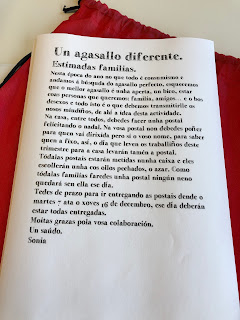 Un agasallo diferente.
Estimadas familias.
Nesta época do ano no que todo é consumismo e
andamos á búsqueda do agasallo perfecto, esquecemos
que o mellor agasallo é unha aperta, un bico, estar
coas persoas que queremos: familia, amigos... e o bos
desexos e todo isto é o que debemos transmitirlle os
nosos miudiños, de ahí a idea desta actividade.
Na casa, entre todos, debedes facer unha postal
felicitando o nadal. Na vosa postal non debedes poñer
para quen vai dirixida pero si o voso nome, para saber
quen a fixo, así, o día que leven os traballiños deste
trimestre para a casa levarán tamén a postal.
Tódalas postais estarán metidas nunha caixa e eles
escollerán unha cos ollos pechados, o azar. Como
tódalas familias faredes unha postal ningún neno
quedará sen ela ese día.
Tedes de prazo para ir entregando as postais dende o
martes 7 ata o xoves 16 de decembro, ese día deberán
estar todas entregadas.
Moitas grazas pola vosa colaboración.
Un saúdo.
Sonia